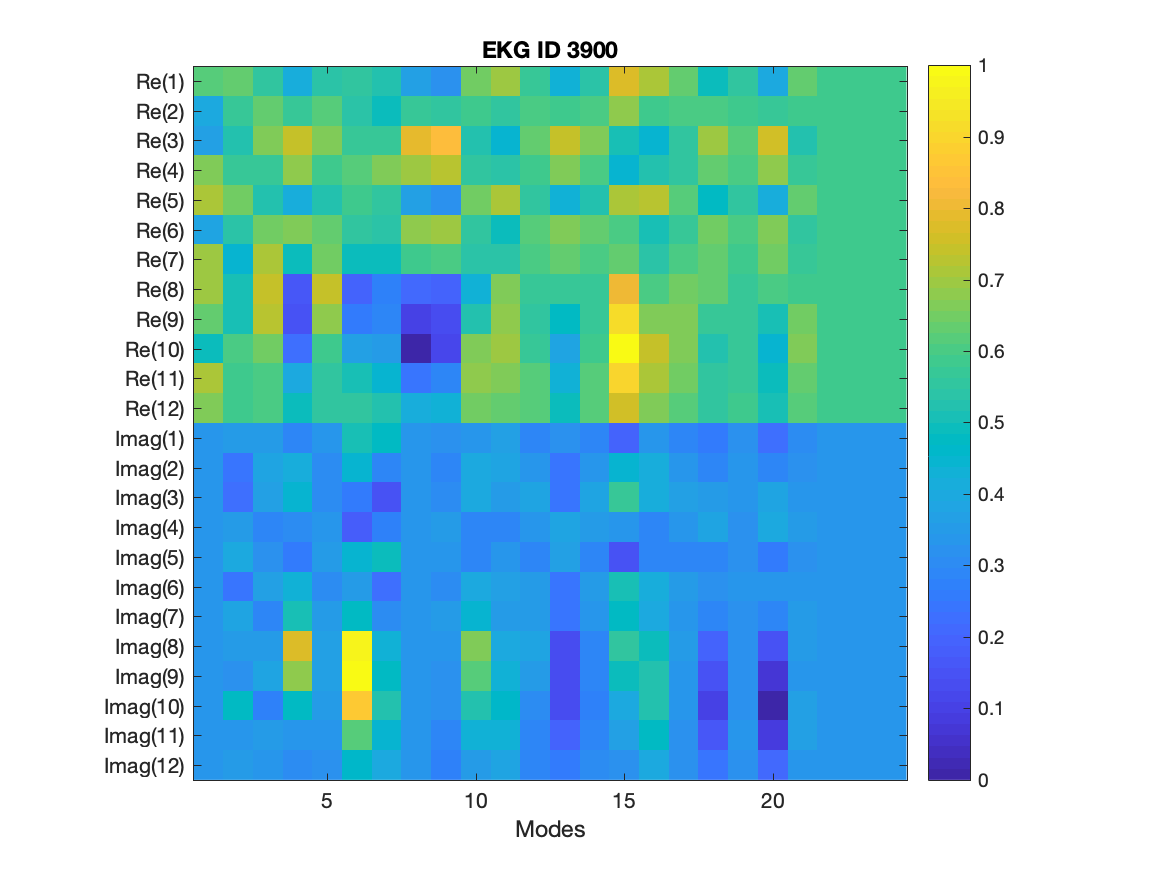 EKG ID 3900
Re(1)
Re(2)
Re(3)
Re(4)
Re(5)
Re(6)
Re(7)
Re(8)
Re(9)
Re(10)
Re(11)
Re(12)
Imag(1)
Imag(2)
Imag(3)
Imag(4)
Imag(5)
Imag(6)
Imag(7)
Imag(8)
Imag(9)
Imag(10)
Imag(11)
Imag(12)
5 10 15 20
Modes
1
0.9
0.8
0.7
0.6
0.5
0.4
0.3
0.2
0.1
0